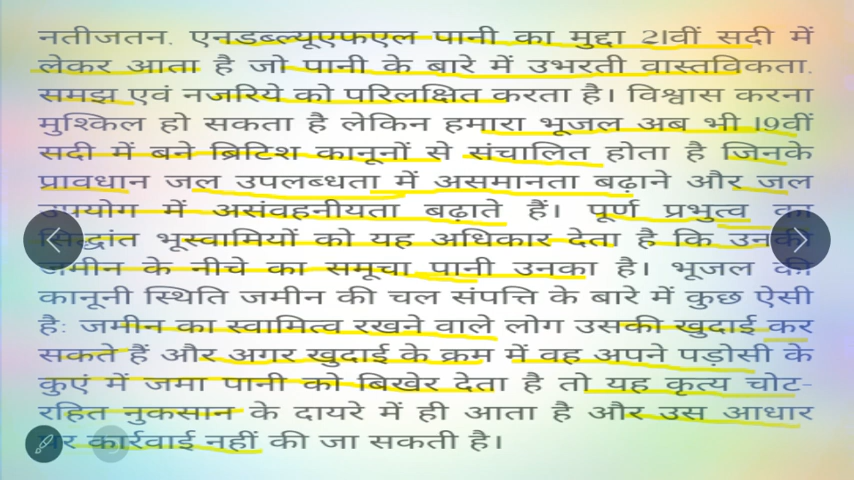 नतीजतन. एनडब्ल्यूएफएल पानी का मुद्दा 21वीं सदी में
लेकर आता है जो पानी के बारे में उभरती वास्तविकता.
समझ एवं नजरिये को परिलक्षित करता है। विश्वास करना
मुश्किल हो सकता है लेकिन हमारा भूजल अब भी 19वीं
सदी में बने ब्रिटिश कानूनों से संचालित होता है जिनके
प्रावधान जल उपलब्धता में असमानता बढ़ाने और जल
उपयोग में असंवहनीयता बढ़ाते हैं। पूर्ण प्रभुत्व का
सिद्धांत भूस्वामियों को यह अधिकार देता है कि उनकी
जमीन के नीचे का समूचा पानी उनका है। भूजल की
कानूनी स्थिति जमीन की चल संपत्ति के बारे में कुछ ऐसी
है: जमीन का स्वामित्व रखने वाले लोग उसकी खुदाई कर
सकते हैं और अगर खुदाई के क्रम में वह अपने पड़ोसी के
कुएं में जमा पानी को बिखेर देता है तो यह कृत्य चोट-
रहित नुकसान के दायरे में ही आता है और उस आधार
पर कार्रवाई नहीं की जा सकती है।